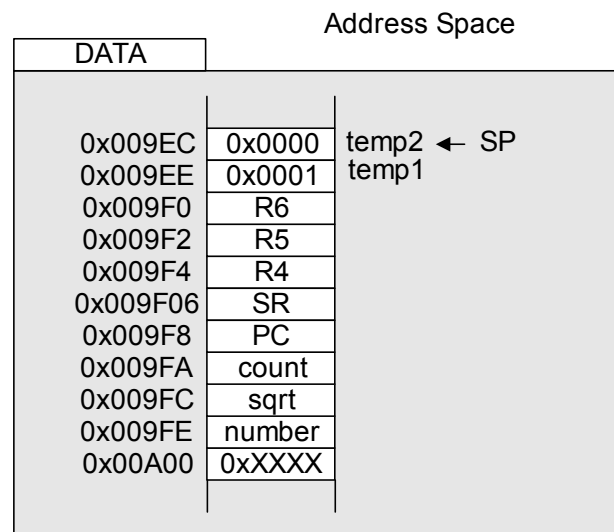 Address Space
DATA
0x009EC 0x0000 temp2 ← SP
0x009EE 0x0001 temp1
0x009F0 R6
0x009F2 R5
0x009F4 R4
0x009F06 SR
0x009F8 PC
0x009FA count
0x009FC sqrt
0x009FE number
0x00A00 0xXXXX